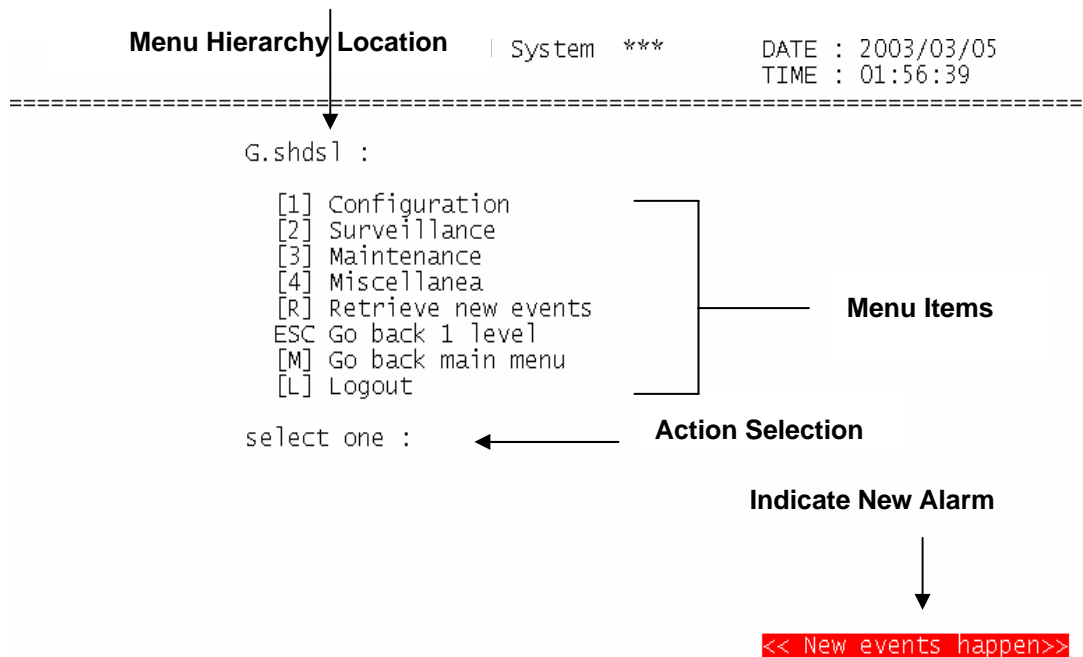 Menu Hierarchy Location
System *** DATE : 2003/03/05
TIME : 01:56:39
========================================================================
G.shdsl :
[1] Configuration
[2] Surveillance
[3] Maintenance
[4] Miscellanea
[R] Retrieve new events
ESC Go back 1 level
[M] Go back main menu
[L] Logout
Menu Items
select one :
Action Selection
Indicate New Alarm
<< New events happen>>